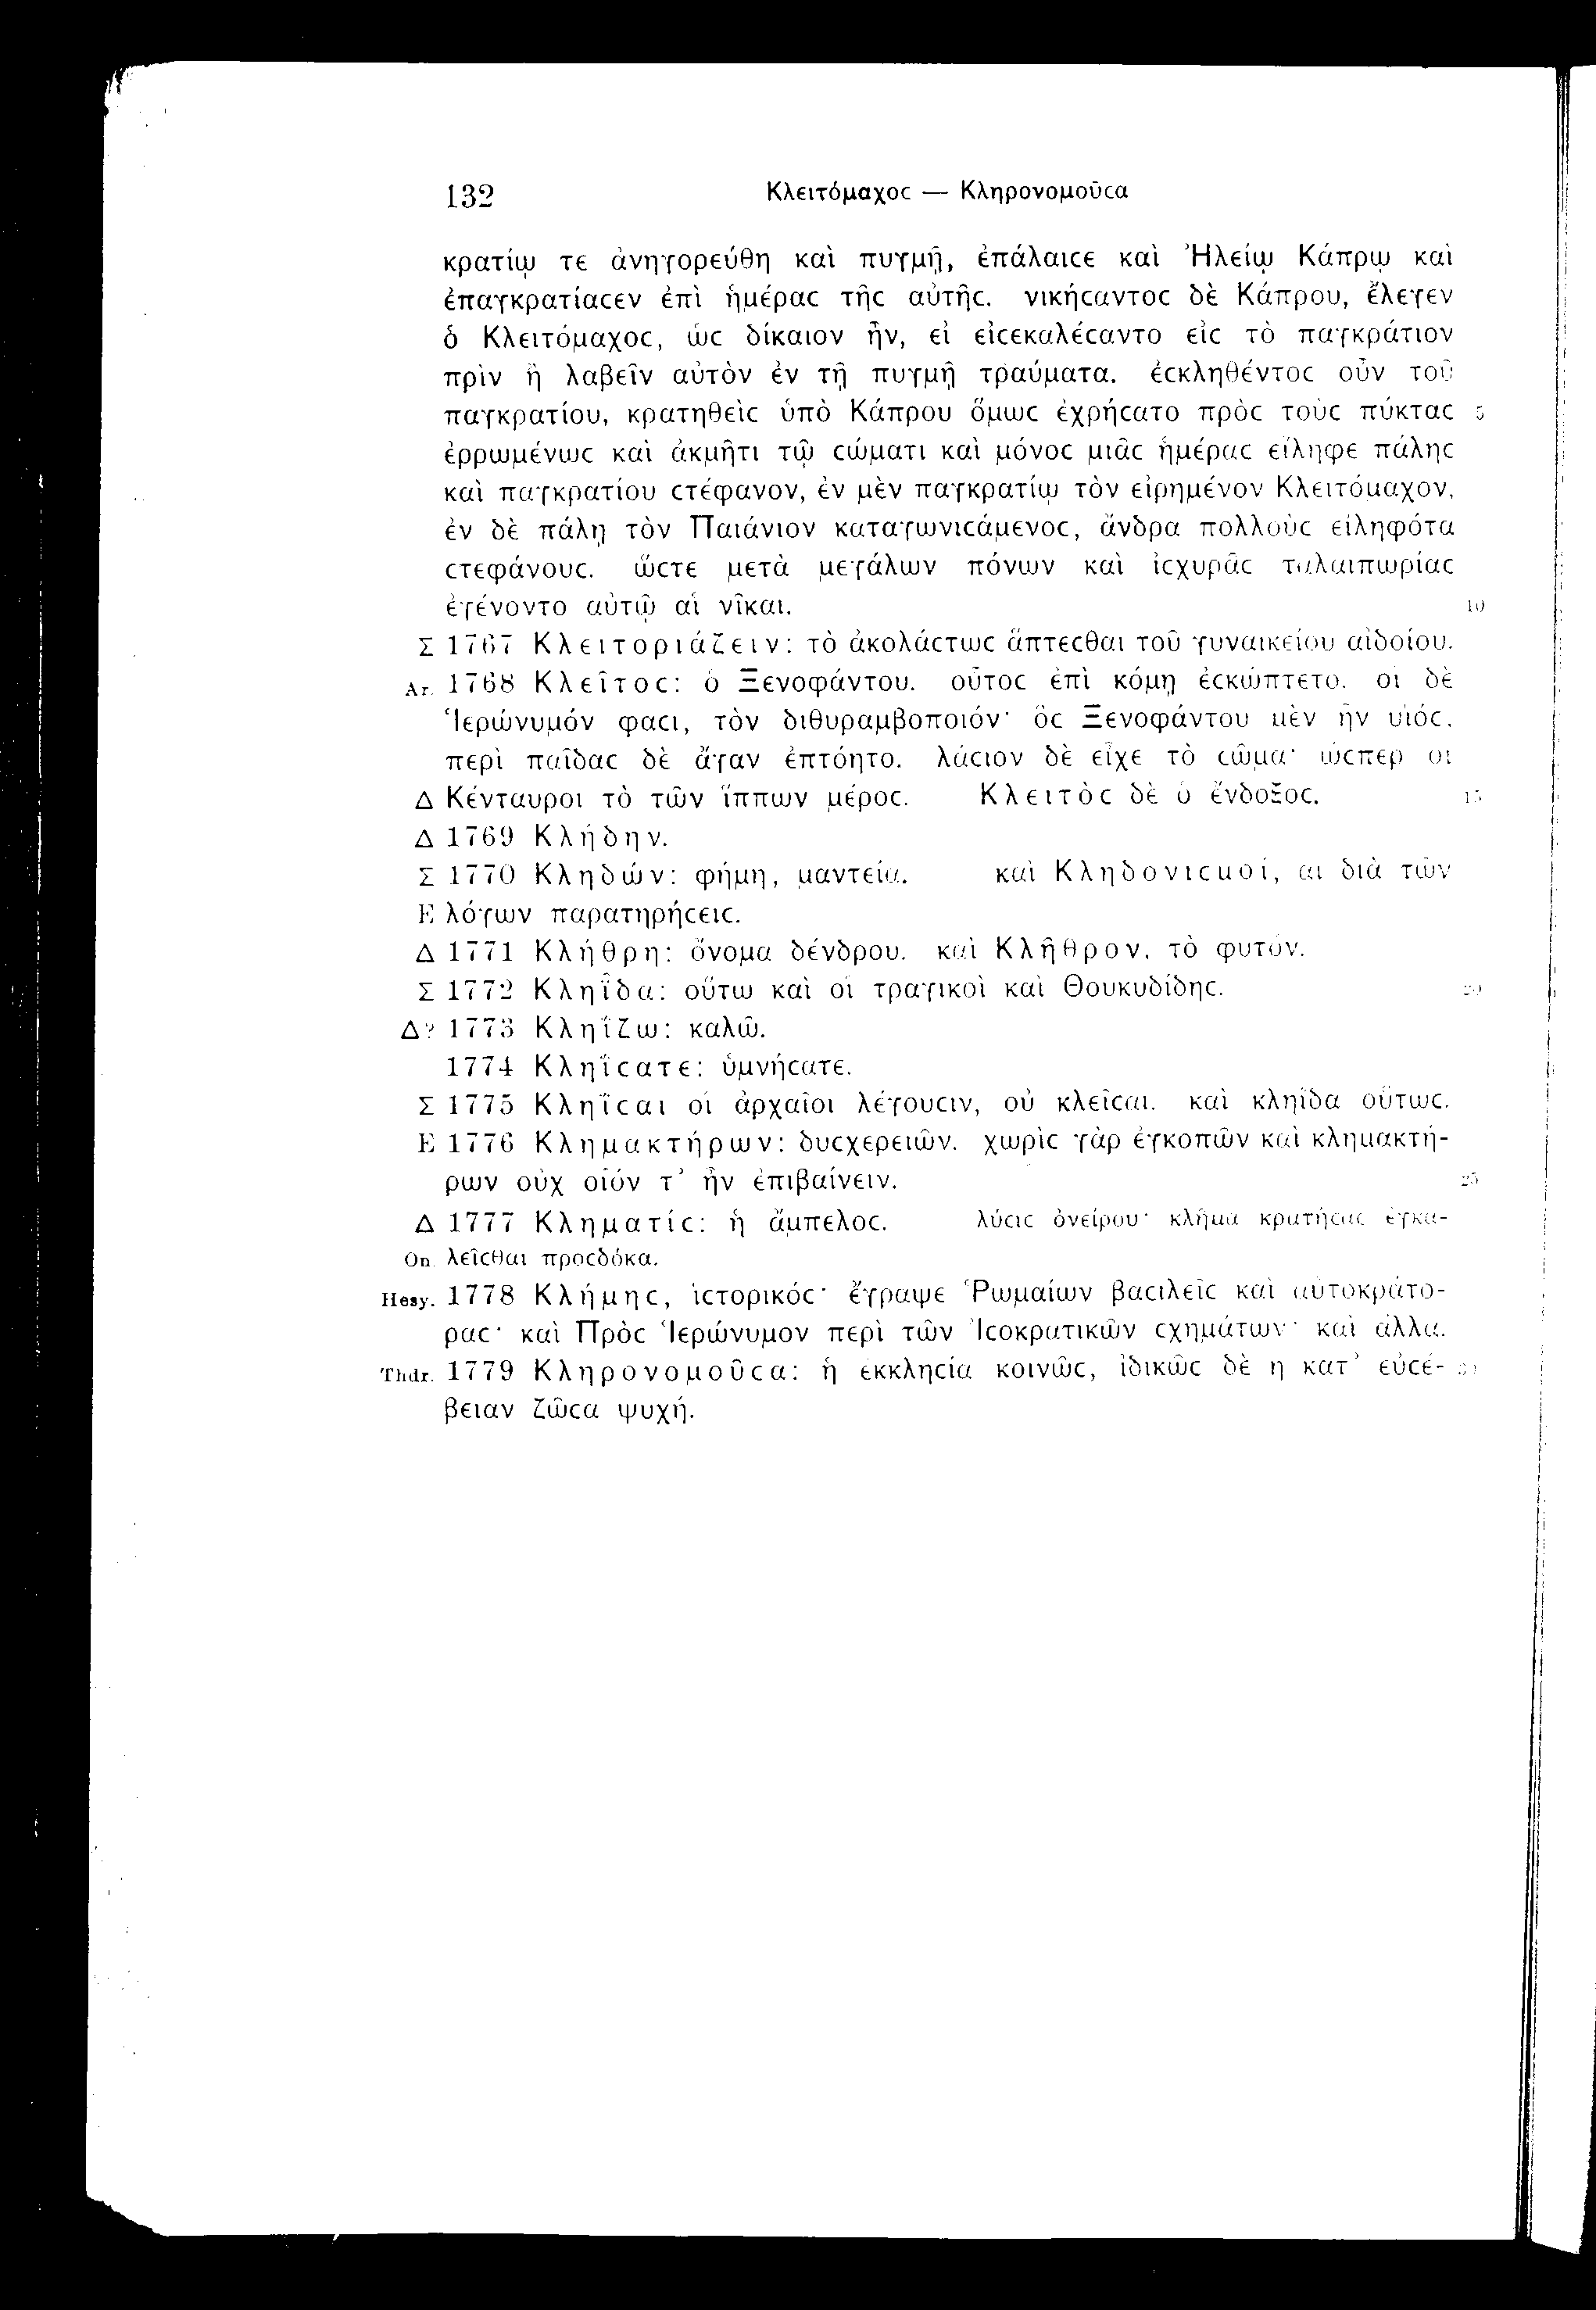 132 Κλειτόμαχοϲ — Κληρονομοῦϲα
κρατίῳ τε ἀνηγορεύθη καὶ πυγμῇ, ἐπάλαιϲε καὶ Ἠλείῳ Κάπρῳ καὶ
ἐπαγκρατίαϲεν ἐπὶ ἡμέραϲ τῆϲ αὐτῆϲ. νικήϲαντοϲ δὲ Κάπρου, ἔλεγεν
ὁ Κλειτόμαχοϲ, ὡϲ δίκαιον ἦν, εἰ εἰϲεκαλέϲαντο εἰϲ τὸ παγκράτιον
πρὶν ἢ λαβεῖν αὐτὸν ἐν τῇ πυγμῇ τραύματα. ἐϲκληθέντοϲ οὖν τοῦ
παγκρατίου, κρατηθεὶϲ ὑπὸ Κάπρου ὅμωϲ ἐχρήϲατο πρὸϲ τοὺϲ πύκταϲ 5
ἐρρωμένωϲ καὶ ἀκμῆτι τῷ ϲώματι καὶ μόνοϲ μιᾶϲ ἡμέραϲ εἴληφε πάληϲ
καὶ παγκρατίου ϲτέφανον, ἐν μὲν παγκρατίῳ τὸν εἰρημένον Κλειτόμαχον,
ἐν δὲ πάλῃ τὸν Παιάνιον καταγωνιϲάμενοϲ, ἄνδρα πολλοὺϲ εἰληφότα
ϲτεφάνουϲ. ὥϲτε μετὰ μεγάλων πόνων καὶ ἰϲχυρᾶϲ ταλαιπωρίαϲ
ἐγένοντο αὐτῷ αἱ νῖκαι. 10
Σ 1767 Κλειτοριάζειν: τὸ ἀκολάϲτωϲ ἅπτεϲθαι τοῦ γυναικείου αἰδοίου.
Ar. 1768 Κλεῖτοϲ: ὁ Ξενοφάντου. οὗτοϲ ἐπὶ κόμῃ ἐϲκώπτετο. οἱ δὲ
Ἱερώνυμόν φαϲι, τὸν διθυραμβοποιόν· ὃϲ Ξενοφάντου μὲν ἦν υἱόϲ,
περὶ παῖδαϲ δὲ ἄγαν ἐπτόητο. λάϲιον δὲ εἶχε τὸ ϲῶμα· ὥϲπερ οἱ
Δ Κένταυροι τὸ τῶν ἵππων μέροϲ. Κλειτὸϲ δὲ ὁ ἔνδοξοϲ. 15
Δ 1769 Κλήδην.
Σ 1770 Κληδών: φήμη, μαντεία. καὶ Κληδονιϲμοί, αἱ διὰ τῶν
Ε λόγων παρατηρήϲειϲ.
Δ 1771 Κλήθρη: ὄνομα δένδρου. καὶ Κλῆθρον, τὸ φυτόν.
Σ 1772 Κληῖδα: οὕτω καὶ οἱ τραγικοὶ καὶ Θουκυδίδηϲ. 20
Δ? 1773 Κληΐζω: καλῶ.
1774 Κληΐϲατε: ὑμνήϲατε.
Σ 1775 Κληῖϲαι οἱ ἀρχαῖοι λέγουϲιν, οὐ κλεῖϲαι. καὶ κληῖδα οὕτωϲ.
Ε 1776 Κλημακτήρων: δυϲχερειῶν. χωρὶϲ γὰρ ἐγκοπῶν καὶ κλημακτή-
ρων οὐχ οἷόν τ’ ἦν ἐπιβαίνειν. 25
Δ 1777 Κληματίϲ: ἡ ἄμπελοϲ. λύϲιϲ ὀνείρου· κλῆμα κρατήϲαϲ ἐγκα-
On. λεῖϲθαι προϲδόκα.
Hesy. 1778 Κλήμηϲ, ἱϲτορικόϲ· ἔγραψε Ῥωμαίων βαϲιλεῖϲ καὶ αὐτοκράτο-
ραϲ· καὶ Πρὸϲ Ἱερώνυμον περὶ τῶν Ἰϲοκρατικῶν ϲχημάτων· καὶ ἄλλα.
Thdr. 1779 Κληρονομοῦϲα: ἡ ἐκκληϲία κοινῶϲ, ἰδικῶϲ δὲ ἡ κατ’ εὐϲέ- 30
βειαν ζῶϲα ψυχή.